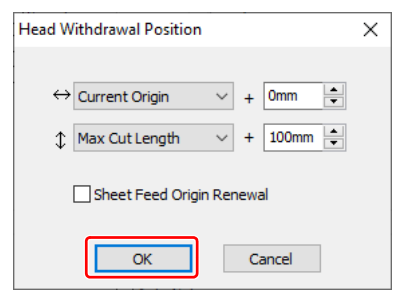 Head Withdrawal Position
Current Origin + 0mm
Max Cut Length + 100mm
Sheet Feed Origin Renewal
OK Cancel